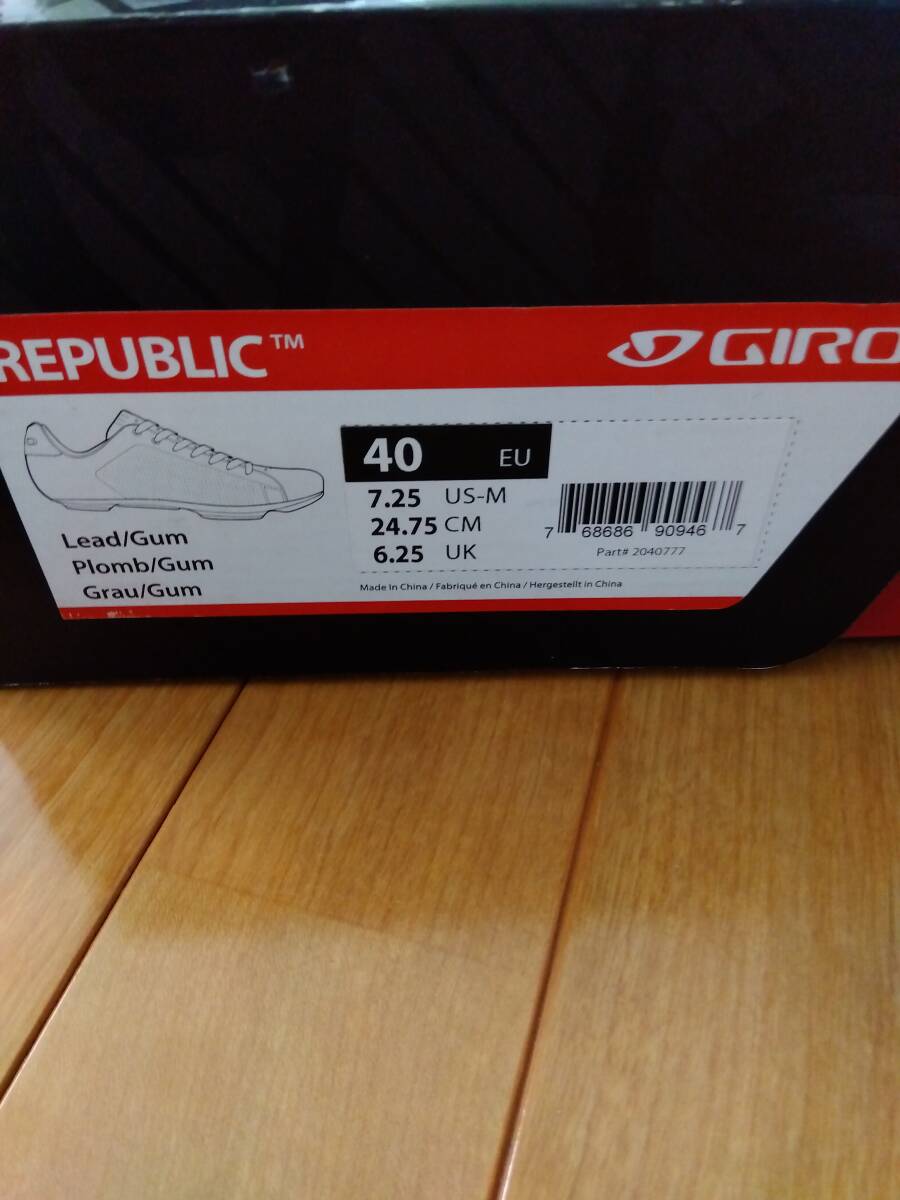 REPUBLIC™
GIRO
40 EU
7.25 US-M
24.75 CM
6.25 UK
Lead/Gum
Plomb/Gum
Grau/Gum
7 68686 90946 7
Part# 2040777
Made In China / Fabriqué en China / Hergestellt in China